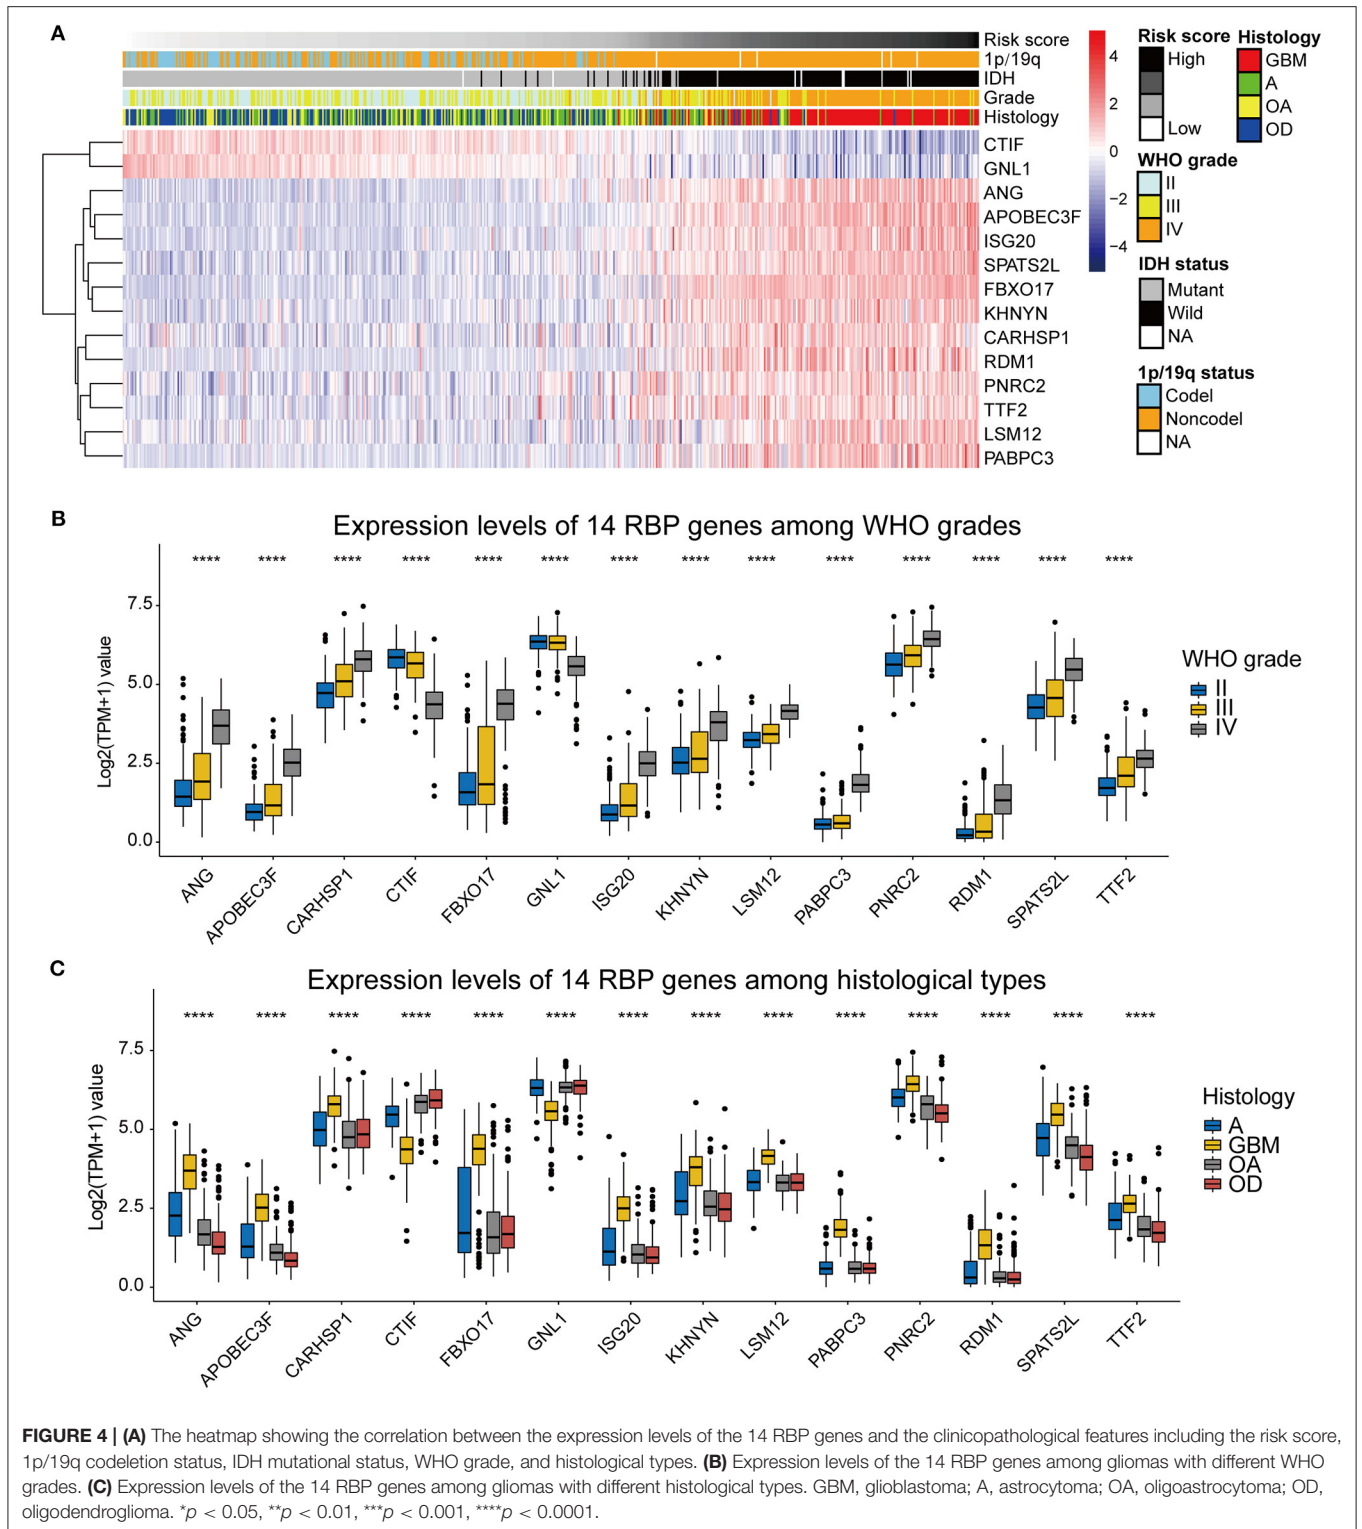 A
Risk score
1p/19q
IDH
Grade
Histology
CTIF
GNL1
ANG
APOBEC3F
ISG20
SPATS2L
FBXO17
KHNYN
CARHSP1
RDM1
PNRC2
TTF2
LSM12
PABPC3
4
2
0
−2
−4
Risk score
High
Low
Histology
GBM
A
OA
OD
WHO grade
II
III
IV
IDH status
Mutant
Wild
NA
1p/19q status
Codel
Noncodel
NA
B
Expression levels of 14 RBP genes among WHO grades
**** **** **** **** **** **** **** **** **** **** **** **** **** ****
Log2(TPM+1) value
7.5
5.0
2.5
0.0
ANG APOBEC3F CARHSP1 CTIF FBXO17 GNL1 ISG20 KHNYN LSM12 PABPC3 PNRC2 RDM1 SPATS2L TTF2
WHO grade
II
III
IV
C
Expression levels of 14 RBP genes among histological types
**** **** **** **** **** **** **** **** **** **** **** **** **** ****
Log2(TPM+1) value
7.5
5.0
2.5
0.0
ANG APOBEC3F CARHSP1 CTIF FBXO17 GNL1 ISG20 KHNYN LSM12 PABPC3 PNRC2 RDM1 SPATS2L TTF2
Histology
A
GBM
OA
OD
FIGURE 4 | (A) The heatmap showing the correlation between the expression levels of the 14 RBP genes and the clinicopathological features including the risk score,
1p/19q codeletion status, IDH mutational status, WHO grade, and histological types. (B) Expression levels of the 14 RBP genes among gliomas with different WHO
grades. (C) Expression levels of the 14 RBP genes among gliomas with different histological types. GBM, glioblastoma; A, astrocytoma; OA, oligoastrocytoma; OD,
oligodendroglioma. *p < 0.05, **p < 0.01, ***p < 0.001, ****p < 0.0001.